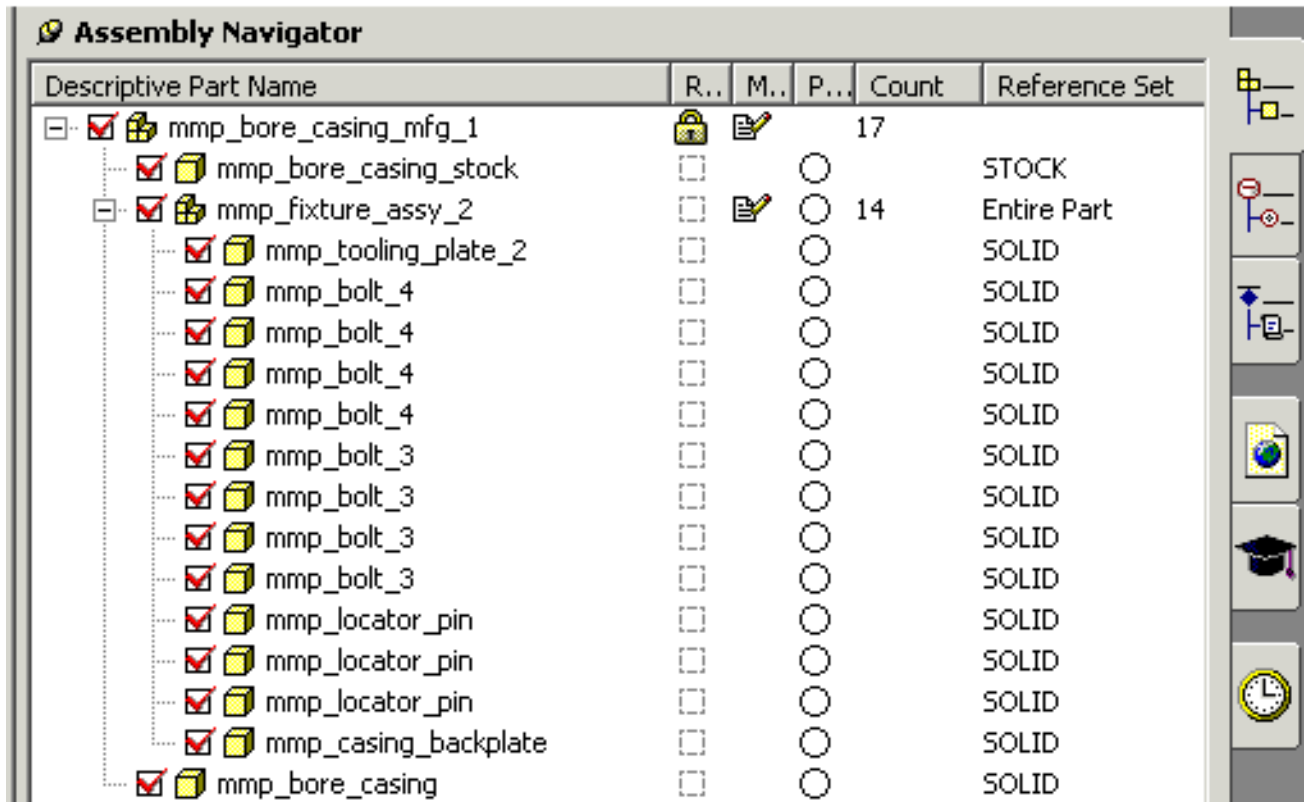 Assembly Navigator
Descriptive Part Name R.. M.. P... Count Reference Set
mmp_bore_casing_mfg_1 17
mmp_bore_casing_stock STOCK
mmp_fixture_assy_2 14 Entire Part
mmp_tooling_plate_2 SOLID
mmp_bolt_4 SOLID
mmp_bolt_4 SOLID
mmp_bolt_4 SOLID
mmp_bolt_4 SOLID
mmp_bolt_3 SOLID
mmp_bolt_3 SOLID
mmp_bolt_3 SOLID
mmp_bolt_3 SOLID
mmp_locator_pin SOLID
mmp_locator_pin SOLID
mmp_locator_pin SOLID
mmp_casing_backplate SOLID
mmp_bore_casing SOLID